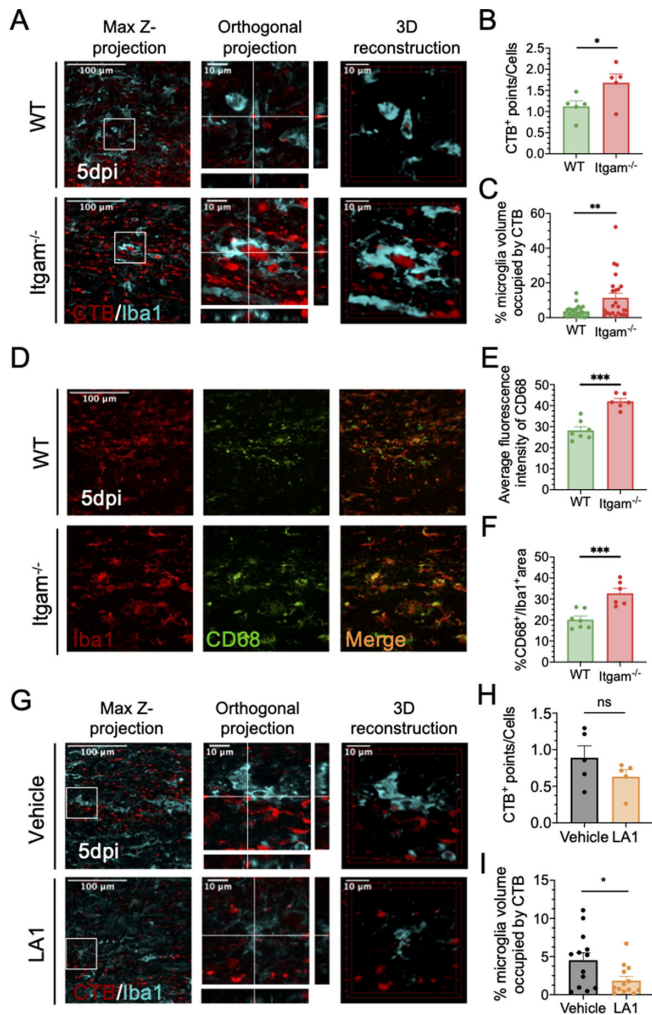 A
Max Z-
projection
Orthogonal
projection
3D
reconstruction
WT
100 μm
5dpi
10 μm
10 μm
Itgam-/-
100 μm
CTB/Iba1
10 μm
10 μm
B
CTB+ points/Cells
2.5
2.0
1.5
1.0
0.5
0.0
*
WT
Itgam-/-
C
% microglia volume
occupied by CTB
60
40
20
0
**
WT
Itgam-/-
D
WT
100 μm
5dpi
Itgam-/-
Iba1
CD68
Merge
E
Average fluorescence
intensity of CD68
50
40
30
20
10
0
***
WT
Itgam-/-
F
%CD68+/Iba1+area
50
40
30
20
10
0
***
WT
Itgam-/-
G
Max Z-
projection
Orthogonal
projection
3D
reconstruction
Vehicle
100 μm
5dpi
10 μm
10 μm
LA1
100 μm
CTB/Iba1
10 μm
10 μm
H
CTB+ points/Cells
1.5
1.0
0.5
0.0
ns
Vehicle
LA1
I
% microglia volume
occupied by CTB
15
10
5
0
*
Vehicle
LA1